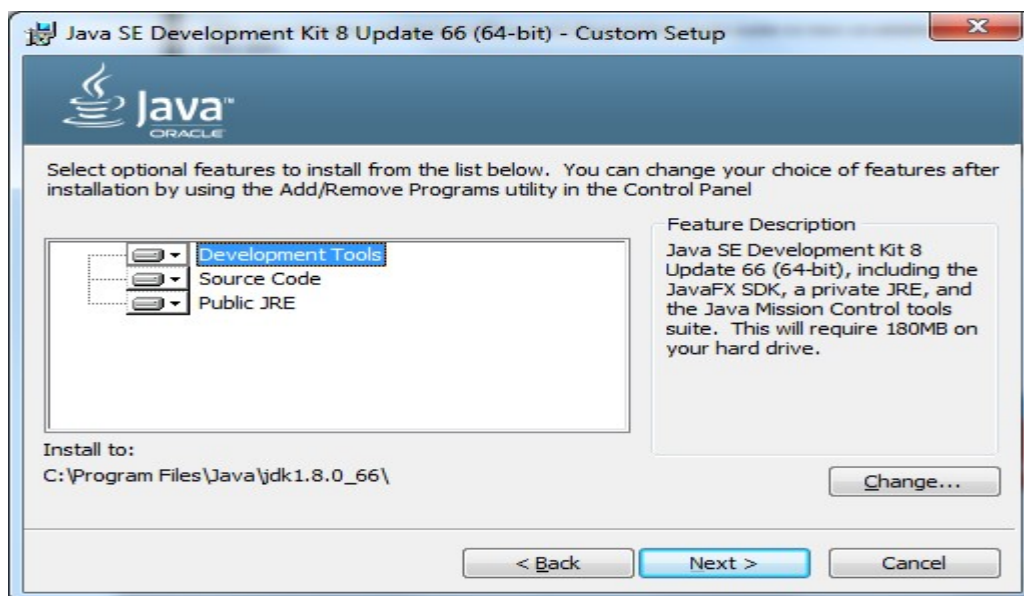 Java SE Development Kit 8 Update 66 (64-bit) - Custom Setup
Java™
ORACLE
Select optional features to install from the list below. You can change your choice of features after
installation by using the Add/Remove Programs utility in the Control Panel
Development Tools
Source Code
Public JRE
Feature Description
Java SE Development Kit 8
Update 66 (64-bit), including the
JavaFX SDK, a private JRE, and
the Java Mission Control tools
suite. This will require 180MB on
your hard drive.
Install to:
C:\Program Files\Java\jdk1.8.0_66\
Change...
< Back
Next >
Cancel